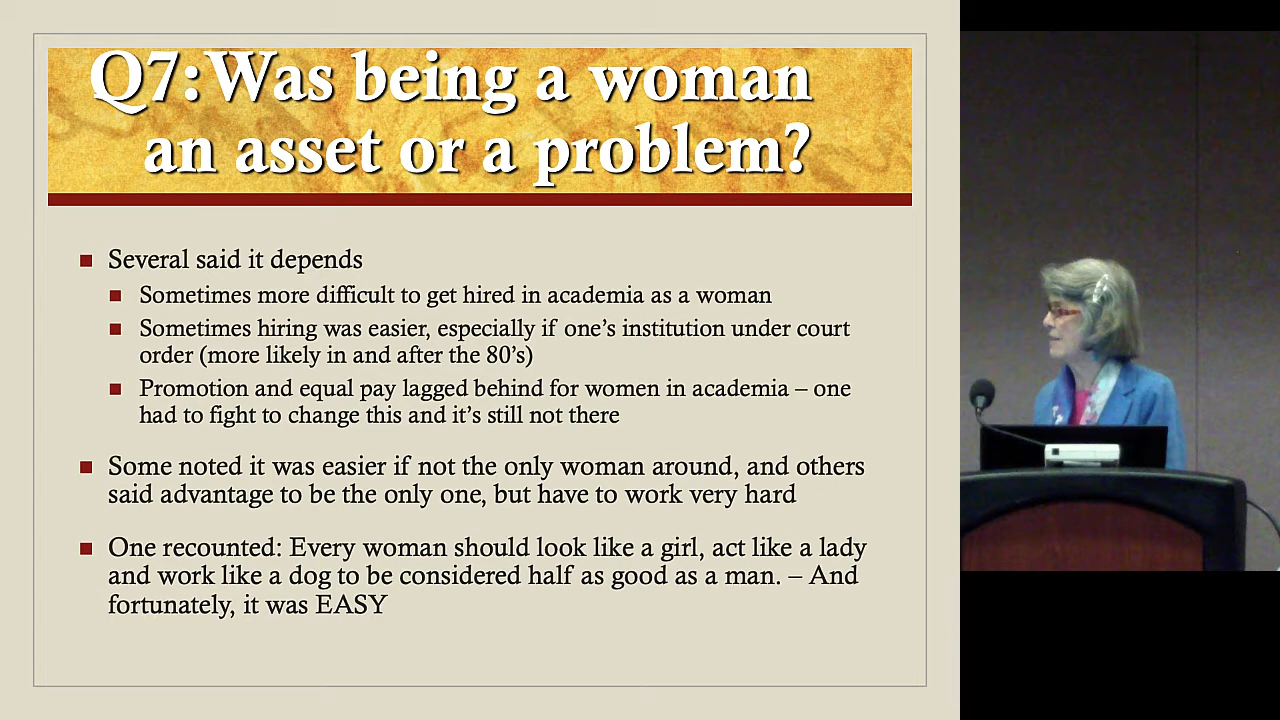 Q7: Was being a woman
an asset or a problem?
Several said it depends
Sometimes more difficult to get hired in academia as a woman
Sometimes hiring was easier, especially if one's institution under court
order (more likely in and after the 80's)
Promotion and equal pay lagged behind for women in academia – one
had to fight to change this and it's still not there
Some noted it was easier if not the only woman around, and others
said advantage to be the only one, but have to work very hard
One recounted: Every woman should look like a girl, act like a lady
and work like a dog to be considered half as good as a man. – And
fortunately, it was EASY